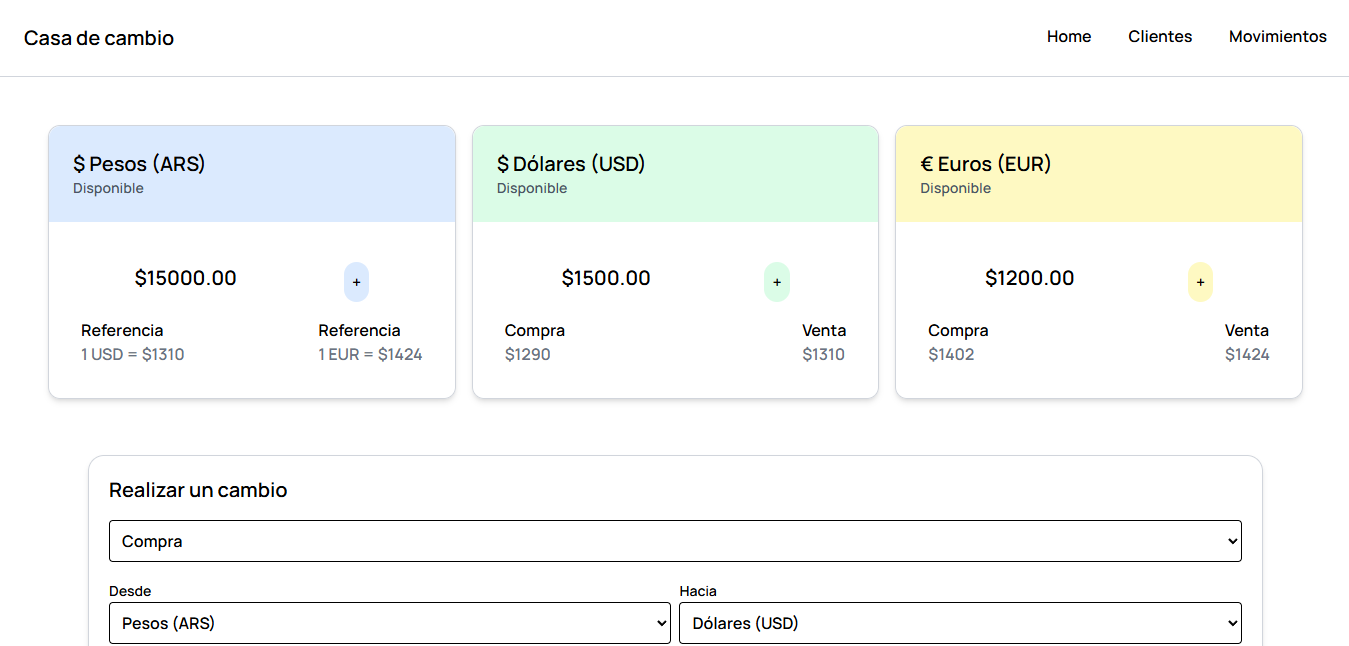 Casa de cambio
Home Clientes Movimientos
$ Pesos (ARS)
Disponible
$15000.00 +
Referencia Referencia
1 USD = $1310 1 EUR = $1424
$ Dólares (USD)
Disponible
$1500.00 +
Compra Venta
$1290 $1310
€ Euros (EUR)
Disponible
$1200.00 +
Compra Venta
$1402 $1424
Realizar un cambio
Compra
Desde Hacia
Pesos (ARS) Dólares (USD)